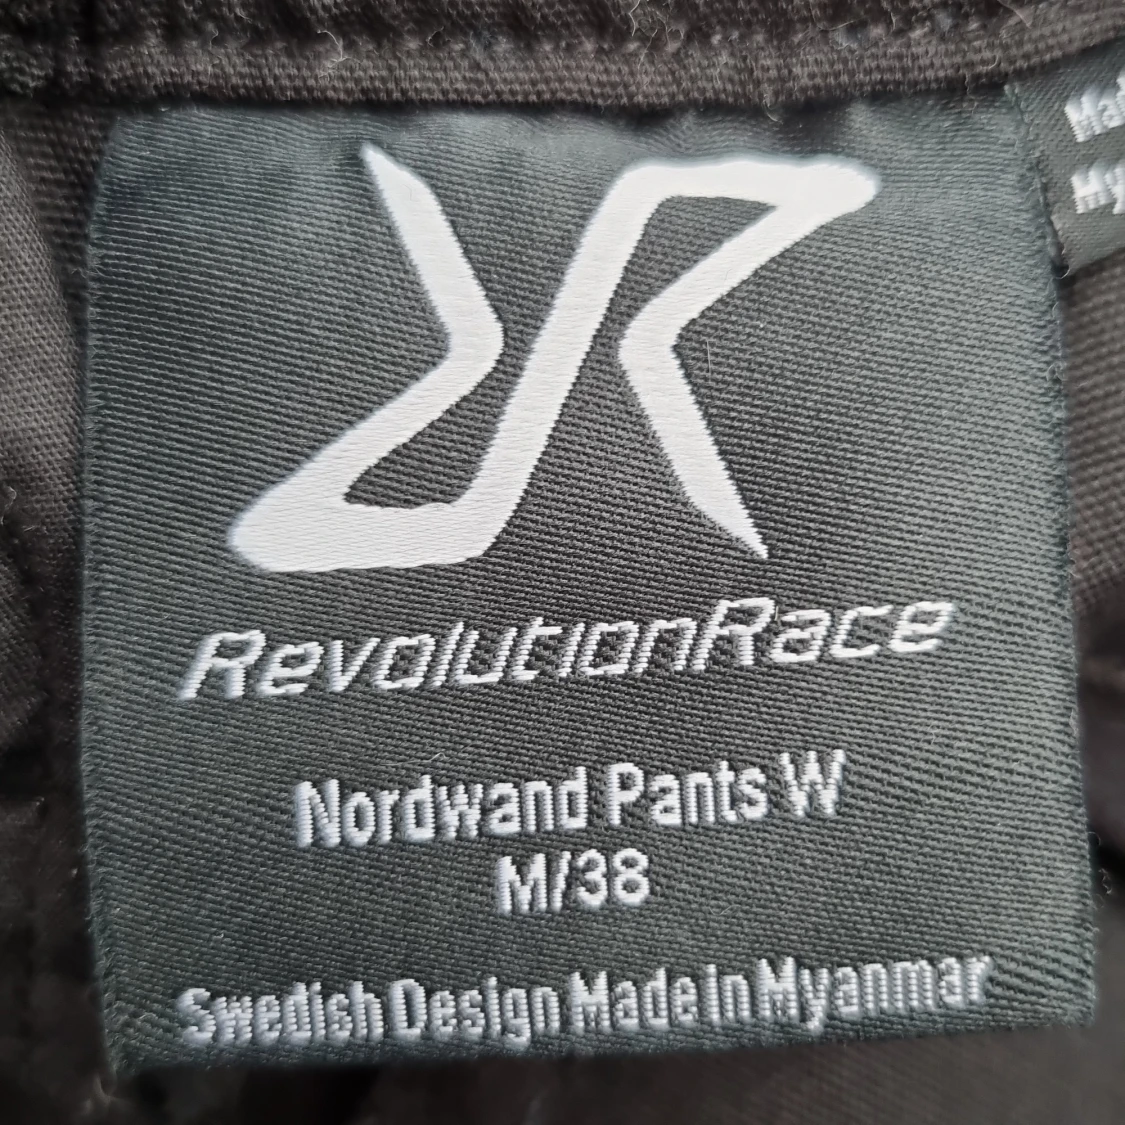 RevolutionRace
Nordwand Pants W
M/38
Swedish Design Made in Myanmar